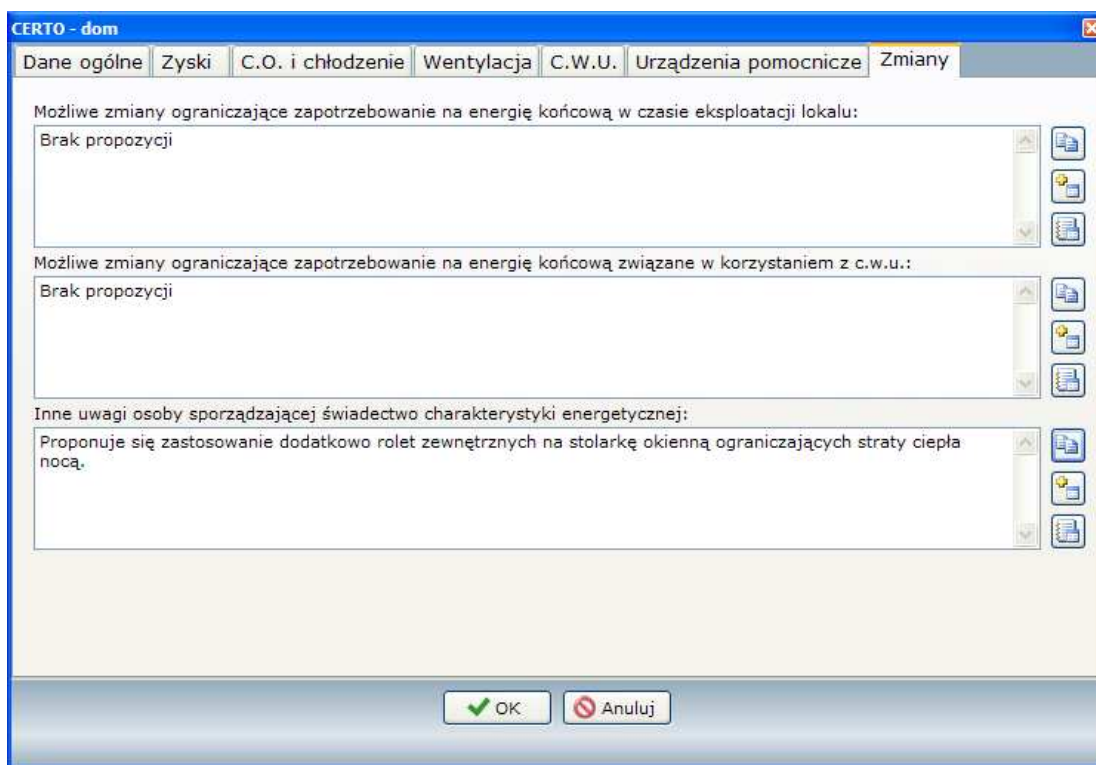 CERTO - dom
Dane ogólne Zyski C.O. i chłodzenie Wentylacja C.W.U. Urządzenia pomocnicze Zmiany
Możliwe zmiany ograniczające zapotrzebowanie na energię końcową w czasie eksploatacji lokalu:
Brak propozycji
Możliwe zmiany ograniczające zapotrzebowanie na energię końcową związane w korzystaniem z c.w.u.:
Brak propozycji
Inne uwagi osoby sporządzającej świadectwo charakterystyki energetycznej:
Proponuje się zastosowanie dodatkowo rolet zewnętrznych na stolarkę okienną ograniczających straty ciepła
nocą.
OK Anuluj